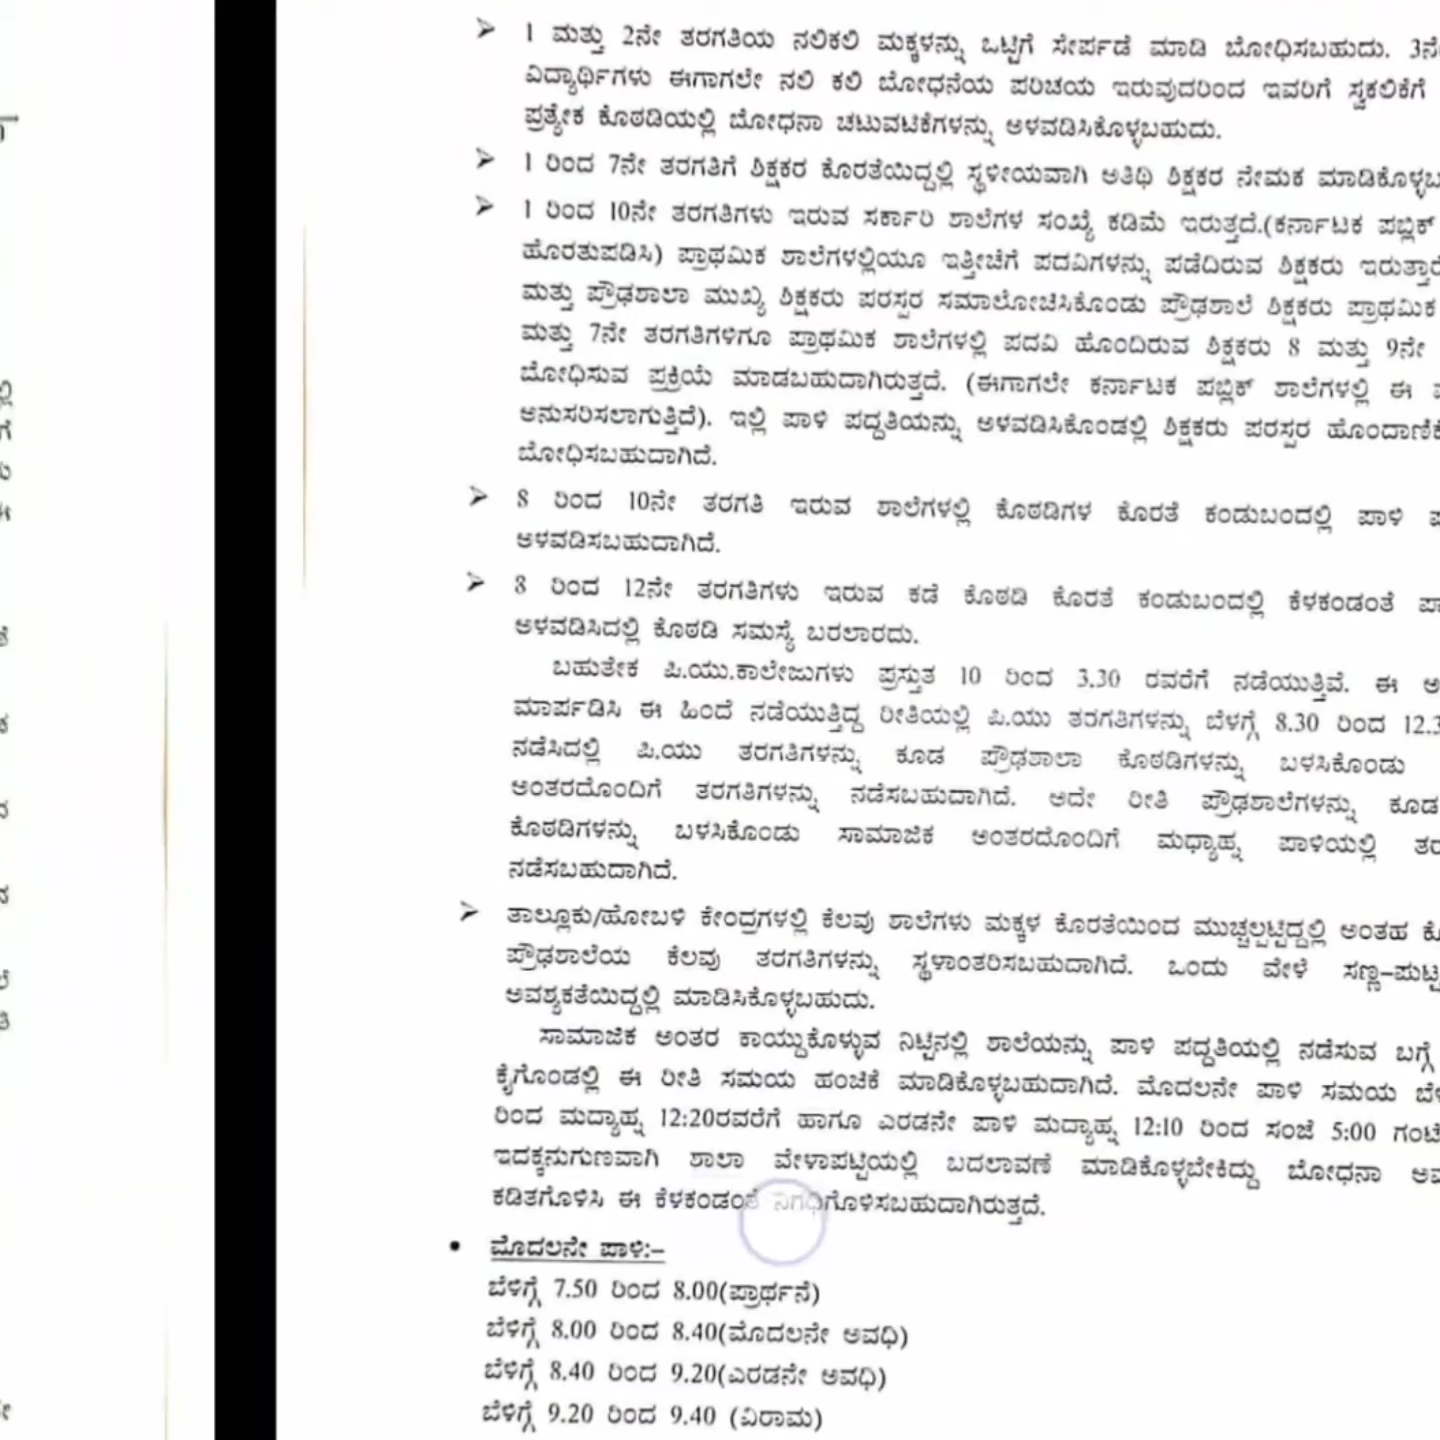 ➤ 1 ಮತ್ತು 2ನೇ ತರಗತಿಯ ನಲಿಕಲಿ ಮಕ್ಕಳನ್ನು ಒಟ್ಟಿಗೆ ಸೇರ್ಪಡೆ ಮಾಡಿ ಬೋಧಿಸಬಹುದು. 3ನೇ
ವಿದ್ಯಾರ್ಥಿಗಳು ಈಗಾಗಲೇ ನಲಿ ಕಲಿ ಬೋಧನೆಯ ಪರಿಚಯ ಇರುವುದರಿಂದ ಇವರಿಗೆ ಸ್ವಕಲಿಕೆಗೆ
ಪ್ರತ್ಯೇಕ ಕೊಠಡಿಯಲ್ಲಿ ಬೋಧನಾ ಚಟುವಟಿಕೆಗಳನ್ನು ಅಳವಡಿಸಿಕೊಳ್ಳಬಹುದು.
➤ 1 ರಿಂದ 7ನೇ ತರಗತಿಗೆ ಶಿಕ್ಷಕರ ಕೊರತೆಯಿದ್ದಲ್ಲಿ ಸ್ಥಳೀಯವಾಗಿ ಅತಿಥಿ ಶಿಕ್ಷಕರ ನೇಮಕ
➤ 1 ರಿಂದ 10ನೇ ತರಗತಿಗಳು ಇರುವ ಸರ್ಕಾರಿ ಶಾಲೆಗಳ ಸಂಖ್ಯೆ ಕಡಿಮೆ ಇರುತ್ತದೆ.(ಕರ್ನಾಟಕ ಪಬ್ಲಿಕ್
ಹೊರತುಪಡಿಸಿ) ಪ್ರಾಥಮಿಕ ಶಾಲೆಗಳಲ್ಲಿಯೂ ಇತ್ತೀಚೆಗೆ ಪದವಿಗಳನ್ನು ಪಡೆದಿರುವ ಶಿಕ್ಷಕರು
ಮತ್ತು ಪ್ರೌಢಶಾಲಾ ಮುಖ್ಯ ಶಿಕ್ಷಕರು ಪರಸ್ಪರ ಸಮಾಲೋಚಿಸಿಕೊಂಡು ಪ್ರೌಢಶಾಲೆ ಶಿಕ್ಷಕರು ಪ್ರಾಥಮಿಕ
ಮತ್ತು 7ನೇ ತರಗತಿಗಳಿಗೂ ಪ್ರಾಥಮಿಕ ಶಾಲೆಗಳಲ್ಲಿ ಪದವಿ ಹೊಂದಿರುವ ಶಿಕ್ಷಕರು 8 ಮತ್ತು 9ನೇ
ಬೋಧಿಸುವ ಪ್ರಕ್ರಿಯೆ ಮಾಡಬಹುದಾಗಿರುತ್ತದೆ. (ಈಗಾಗಲೇ ಕರ್ನಾಟಕ ಪಬ್ಲಿಕ್ ಶಾಲೆಗಳಲ್ಲಿ ಈ
ಅನುಸರಿಸಲಾಗುತ್ತಿದೆ). ಇಲ್ಲಿ ಪಾಳಿ ಪದ್ದತಿಯನ್ನು ಅಳವಡಿಸಿಕೊಂಡಲ್ಲಿ ಶಿಕ್ಷಕರು ಪರಸ್ಪರ
ಬೋಧಿಸಬಹುದಾಗಿದೆ.
➤ 8 ರಿಂದ 10ನೇ ತರಗತಿ ಇರುವ ಶಾಲೆಗಳಲ್ಲಿ ಕೊಠಡಿಗಳ ಕೊರತೆ ಕಂಡುಬಂದಲ್ಲಿ ಪಾಳಿ
ಅಳವಡಿಸಬಹುದಾಗಿದೆ.
➤ 8 ರಿಂದ 12ನೇ ತರಗತಿಗಳು ಇರುವ ಕಡೆ ಕೊಠಡಿ ಕೊರತೆ ಕಂಡುಬಂದಲ್ಲಿ ಕೆಳಕಂಡಂತೆ
ಅಳವಡಿಸಿದಲ್ಲಿ ಕೊಠಡಿ ಸಮಸ್ಯೆ ಬರಲಾರದು.
ಬಹುತೇಕ ಪಿ.ಯು.ಕಾಲೇಜುಗಳು ಪ್ರಸ್ತುತ 10 ರಿಂದ 3.30 ರವರೆಗೆ ನಡೆಯುತ್ತಿವೆ. ಈ
ಮಾರ್ಪಡಿಸಿ ಈ ಹಿಂದೆ ನಡೆಯುತ್ತಿದ್ದ ರೀತಿಯಲ್ಲಿ ಪಿ.ಯು ತರಗತಿಗಳನ್ನು ಬೆಳಗ್ಗೆ 8.30 ರಿಂದ
ನಡೆಸಿದಲ್ಲಿ ಪಿ.ಯು ತರಗತಿಗಳನ್ನು ಕೂಡ ಪ್ರೌಢಶಾಲಾ ಕೊಠಡಿಗಳನ್ನು ಬಳಸಿಕೊಂಡು
ಅಂತರದೊಂದಿಗೆ ತರಗತಿಗಳನ್ನು ನಡೆಸಬಹುದಾಗಿದೆ. ಅದೇ ರೀತಿ ಪ್ರೌಢಶಾಲೆಗಳನ್ನು ಕೂಡ
ಕೊಠಡಿಗಳನ್ನು ಬಳಸಿಕೊಂಡು ಸಾಮಾಜಿಕ ಅಂತರದೊಂದಿಗೆ ಮಧ್ಯಾಹ್ನ ಪಾಳಿಯಲ್ಲಿ
ನಡೆಸಬಹುದಾಗಿದೆ.
➤ ತಾಲ್ಲೂಕು/ಹೋಬಳಿ ಕೇಂದ್ರಗಳಲ್ಲಿ ಕೆಲವು ಶಾಲೆಗಳು ಮಕ್ಕಳ ಕೊರತೆಯಿಂದ ಮುಚ್ಚಲ್ಪಟ್ಟಿದ್ದಲ್ಲಿ ಅಂತಹ
ಪ್ರೌಢಶಾಲೆಯ ಕೆಲವು ತರಗತಿಗಳನ್ನು ಸ್ಥಳಾಂತರಿಸಬಹುದಾಗಿದೆ. ಒಂದು ವೇಳೆ ಸಣ್ಣ-ಪುಟ್ಟ
ಅವಶ್ಯಕತೆಯಿದ್ದಲ್ಲಿ ಮಾಡಿಸಿಕೊಳ್ಳಬಹುದು.
ಸಾಮಾಜಿಕ ಅಂತರ ಕಾಯ್ದುಕೊಳ್ಳುವ ನಿಟ್ಟಿನಲ್ಲಿ ಶಾಲೆಯನ್ನು ಪಾಳಿ ಪದ್ದತಿಯಲ್ಲಿ ನಡೆಸುವ ಬಗ್ಗೆ
ಕೈಗೊಂಡಲ್ಲಿ ಈ ರೀತಿ ಸಮಯ ಹಂಚಿಕೆ ಮಾಡಿಕೊಳ್ಳಬಹುದಾಗಿದೆ. ಮೊದಲನೇ ಪಾಳಿ ಸಮಯ
ರಿಂದ ಮಧ್ಯಾಹ್ನ 12:20ರವರೆಗೆ ಹಾಗೂ ಎರಡನೇ ಪಾಳಿ ಮಧ್ಯಾಹ್ನ 12:10 ರಿಂದ ಸಂಜೆ 5:00
ಇದಕ್ಕನುಗುಣವಾಗಿ ಶಾಲಾ ವೇಳಾಪಟ್ಟಿಯಲ್ಲಿ ಬದಲಾವಣೆ ಮಾಡಿಕೊಳ್ಳಬೇಕಿದ್ದು ಬೋಧನಾ
ಕಡಿತಗೊಳಿಸಿ ಈ ಕೆಳಕಂಡಂತೆ ನಿಗಧಿಗೊಳಿಸಬಹುದಾಗಿರುತ್ತದೆ.
• ಮೊದಲನೇ ಪಾಳಿ:-
ಬೆಳಿಗ್ಗೆ 7.50 ರಿಂದ 8.00(ಪ್ರಾರ್ಥನೆ)
ಬೆಳಿಗ್ಗೆ 8.00 ರಿಂದ 8.40(ಮೊದಲನೇ ಅವಧಿ)
ಬೆಳಿಗ್ಗೆ 8.40 ರಿಂದ 9.20(ಎರಡನೇ ಅವಧಿ)
ಬೆಳಿಗ್ಗೆ 9.20 ರಿಂದ 9.40 (ವಿರಾಮ)